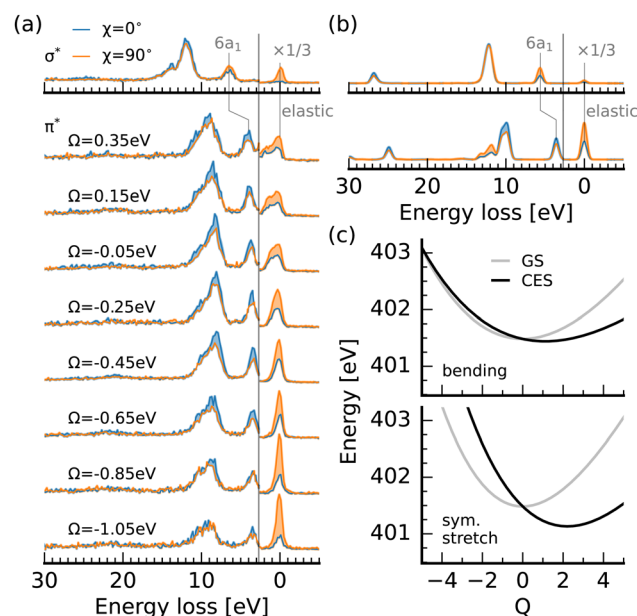 (a)
χ=0°
χ=90°
σ*
6a₁
×1/3
π*
elastic
Ω=0.35eV
Ω=0.15eV
Ω=-0.05eV
Ω=-0.25eV
Ω=-0.45eV
Ω=-0.65eV
Ω=-0.85eV
Ω=-1.05eV
30 20 10 0
Energy loss [eV]
(b)
6a₁
×1/3
elastic
30 20 10 0
Energy loss [eV]
(c)
GS
CES
403
402
401
bending
Energy [eV]
403
402
401
sym.
stretch
−4 −2 0 2 4
Q